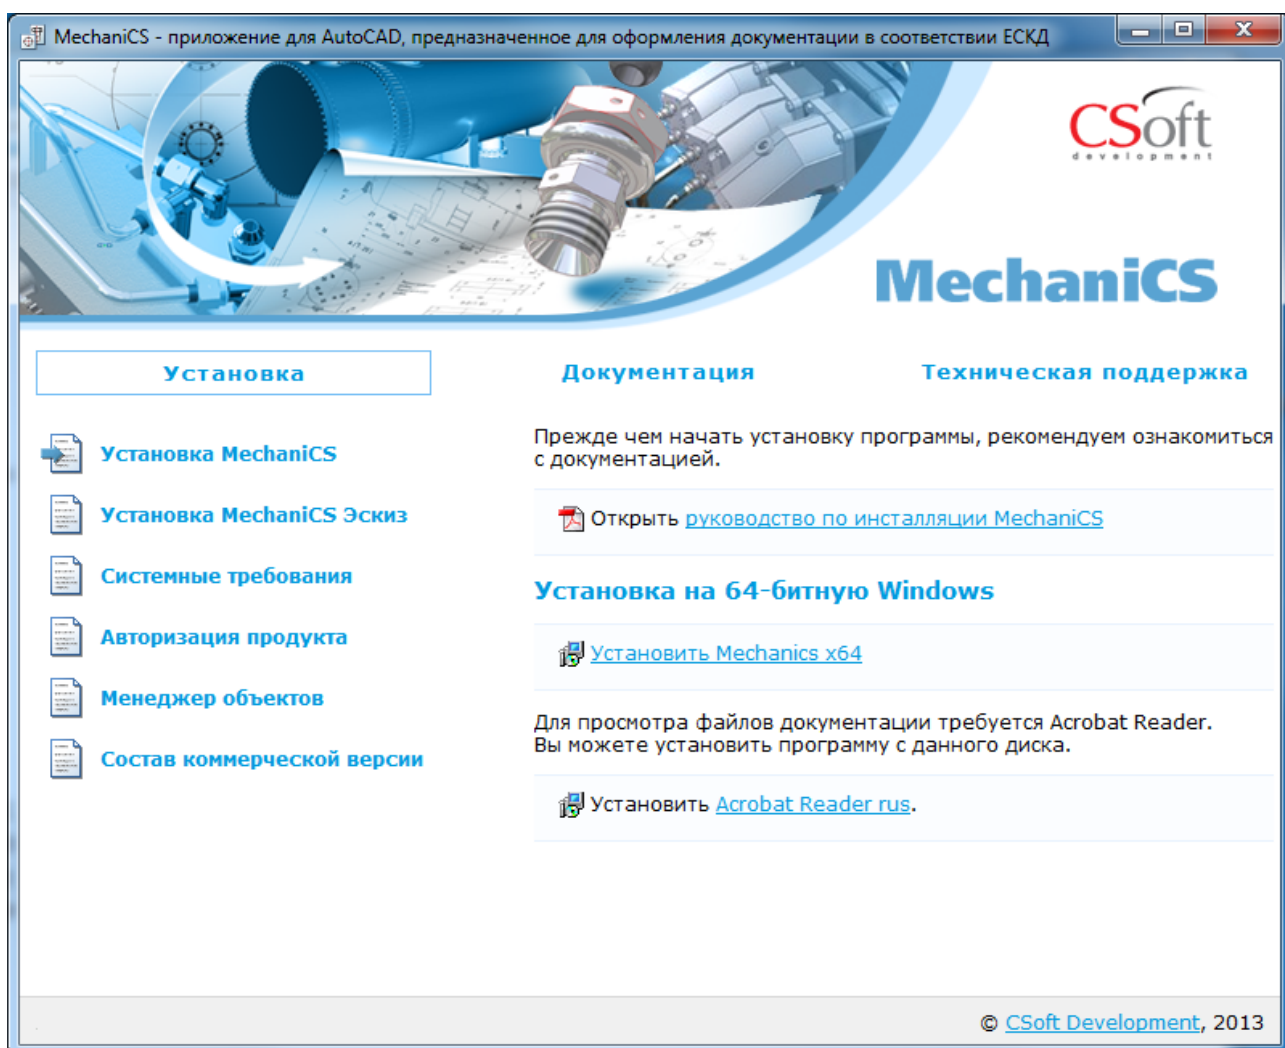 MechaniCS - приложение для AutoCAD, предназначенное для оформления документации в соответствии ЕСКД
CSoft
development
MechaniCS
Установка
Документация
Техническая поддержка
Установка MechaniCS
Установка MechaniCS Эскиз
Системные требования
Авторизация продукта
Менеджер объектов
Состав коммерческой версии
Прежде чем начать установку программы, рекомендуем ознакомиться
с документацией.
Открыть руководство по инсталляции MechaniCS
Установка на 64-битную Windows
Установить Mechanics x64
Для просмотра файлов документации требуется Acrobat Reader.
Вы можете установить программу с данного диска.
Установить Acrobat Reader rus.
© CSoft Development, 2013